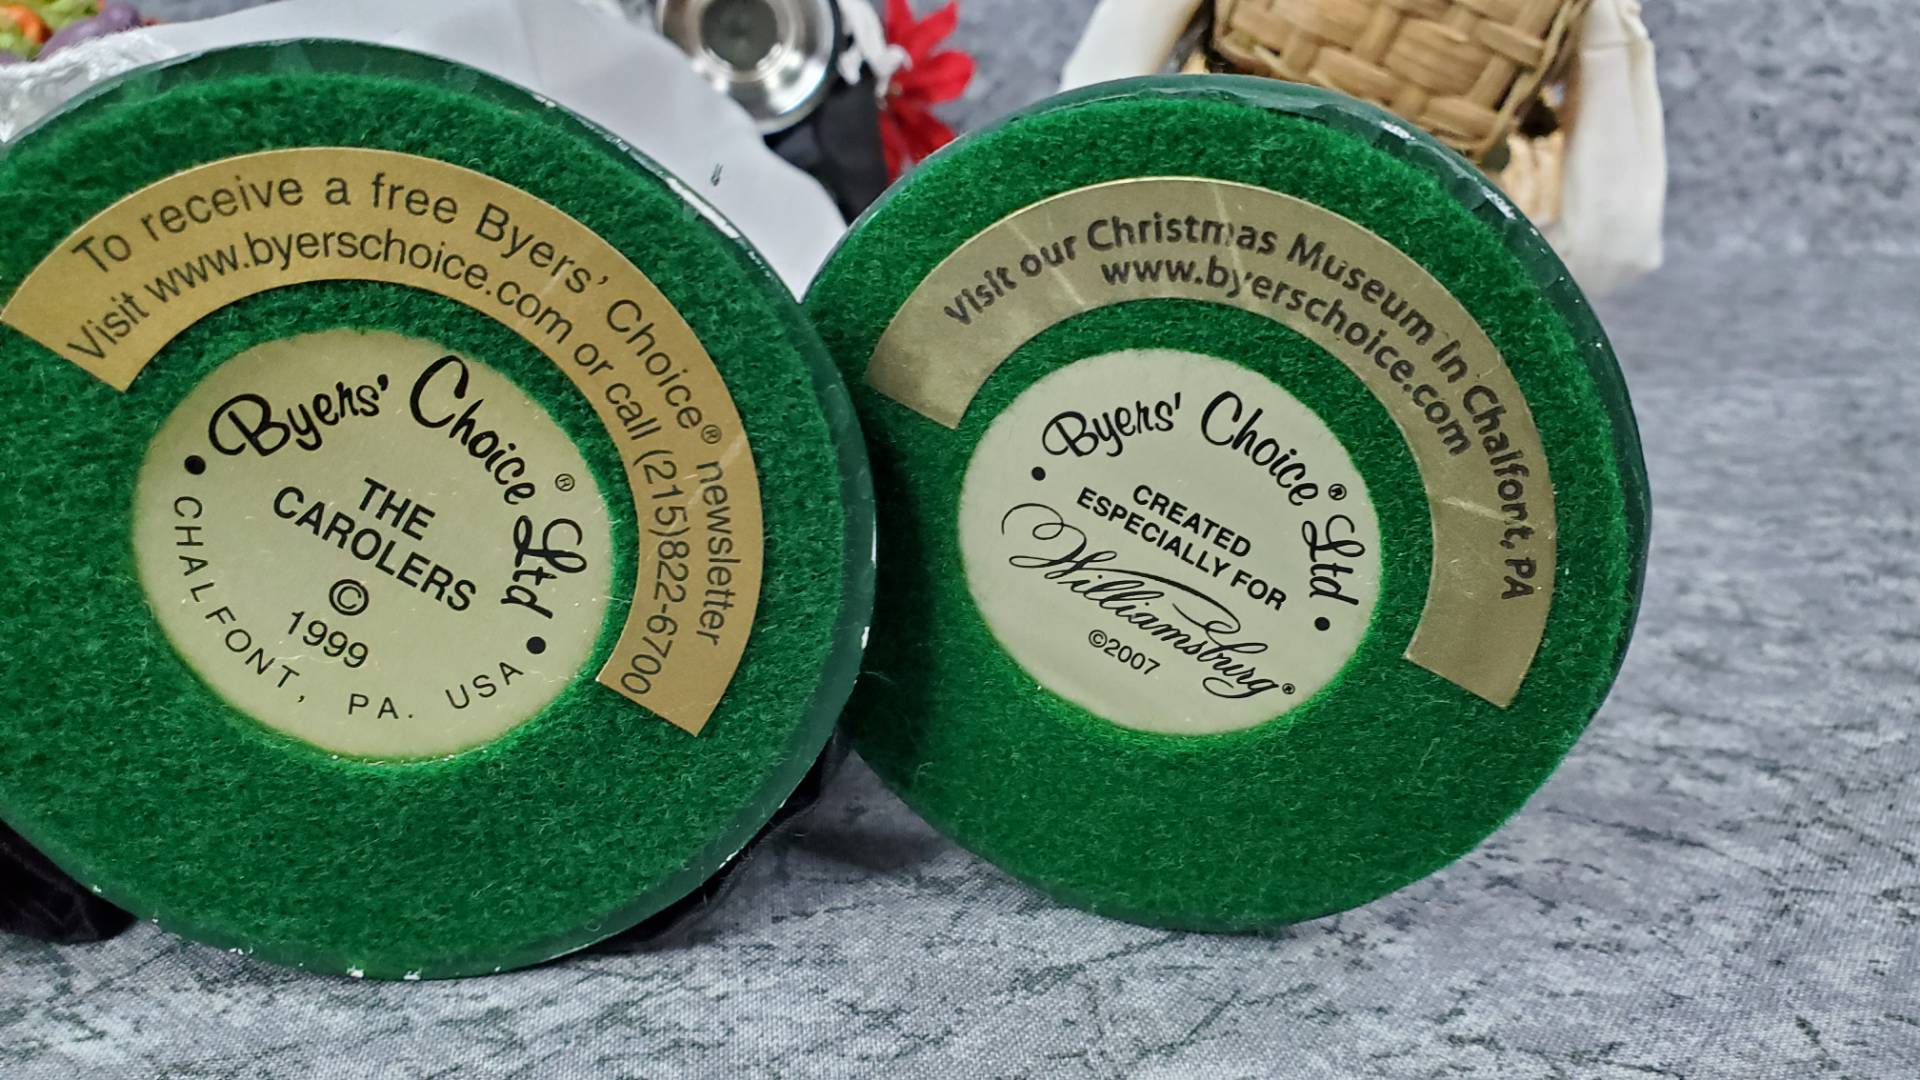 To receive a free Byers' Choice® newsletter
Visit www.byerschoice.com or call (215)822-6700
Byers' Choice® Ltd
THE
CAROLERS
©
1999
• CHALFONT, PA. USA •
Visit our Christmas Museum in Chalfont, PA
www.byerschoice.com
• Byers' Choice® Ltd •
CREATED
ESPECIALLY FOR
Williamsburg®
©2007